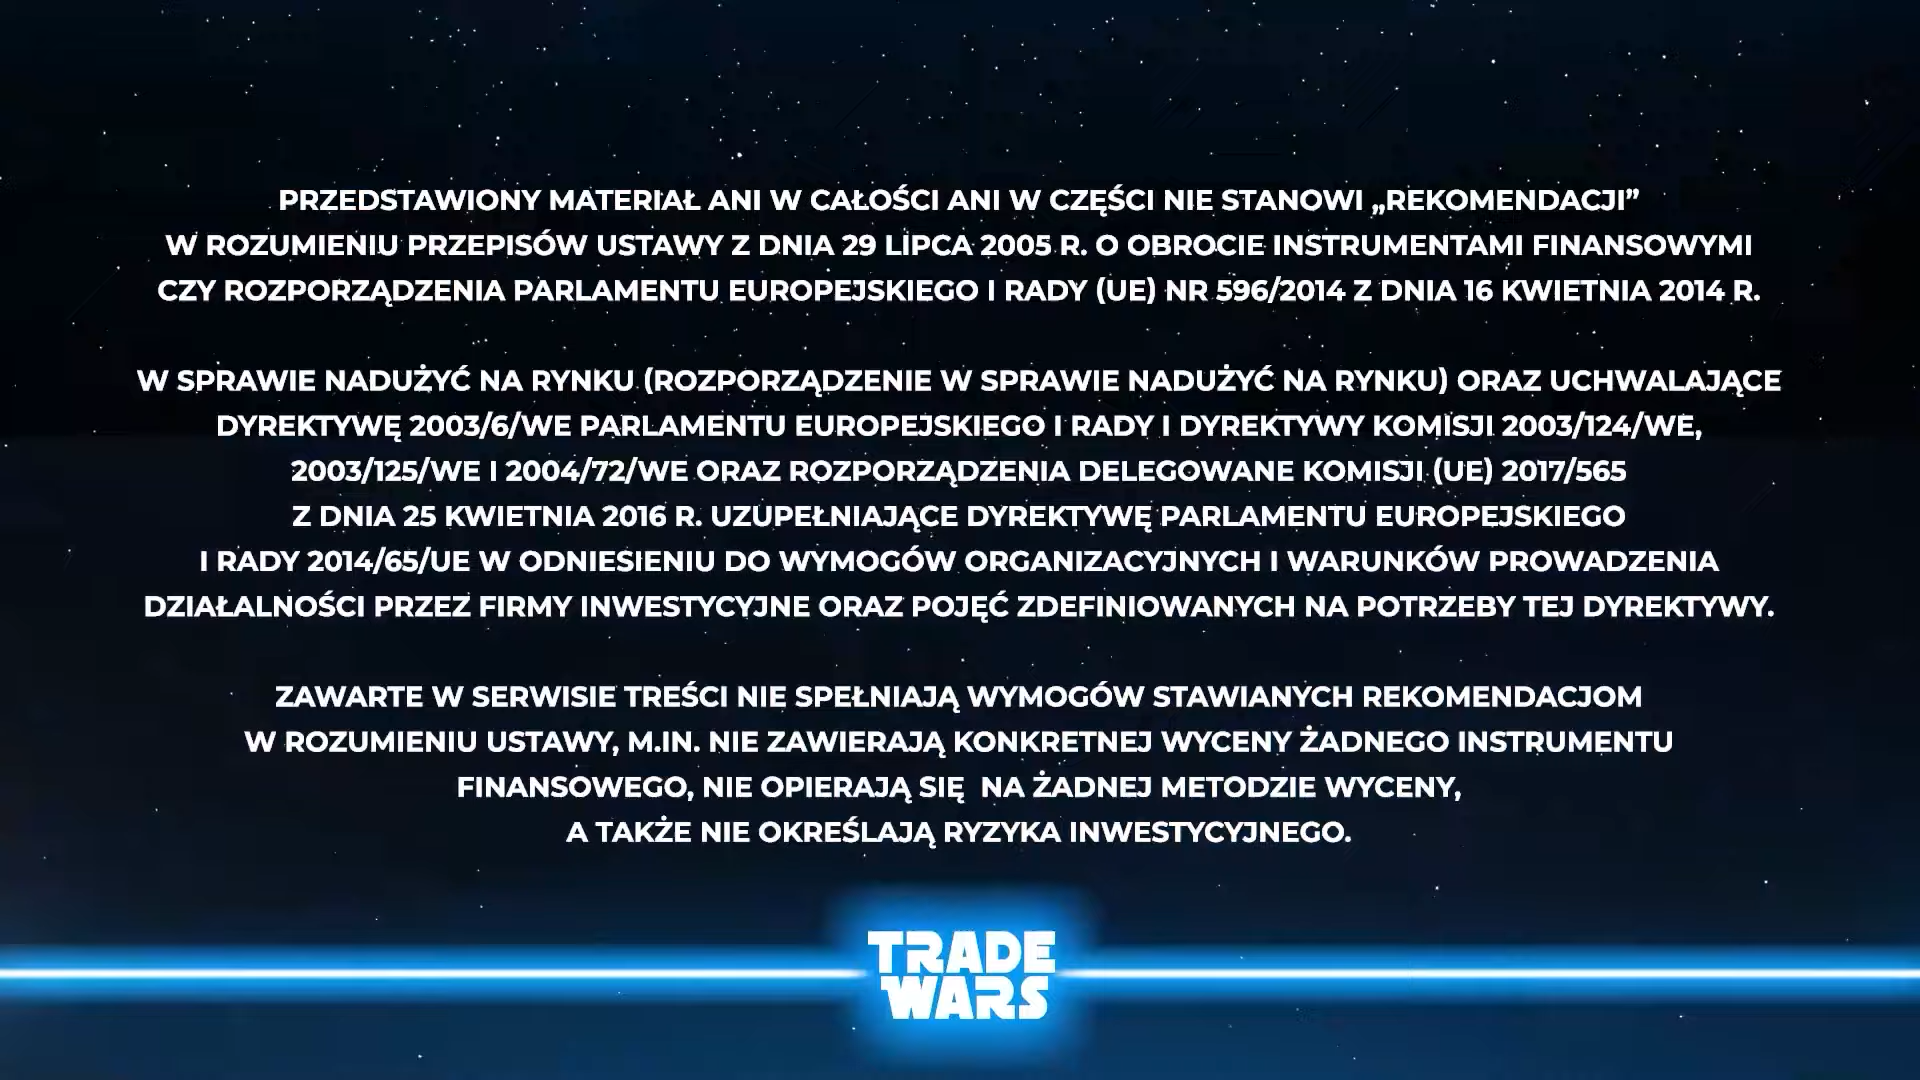 PRZEDSTAWIONY MATERIAŁ ANI W CAŁOŚCI ANI W CZĘŚCI NIE STANOWI „REKOMENDACJI”
W ROZUMIENIU PRZEPISÓW USTAWY Z DNIA 29 LIPCA 2005 R. O OBROCIE INSTRUMENTAMI FINANSOWYMI
CZY ROZPORZĄDZENIA PARLAMENTU EUROPEJSKIEGO I RADY (UE) NR 596/2014 Z DNIA 16 KWIETNIA 2014 R.
W SPRAWIE NADUŻYĆ NA RYNKU (ROZPORZĄDZENIE W SPRAWIE NADUŻYĆ NA RYNKU) ORAZ UCHWALAJĄCE
DYREKTYWĘ 2003/6/WE PARLAMENTU EUROPEJSKIEGO I RADY I DYREKTYWY KOMISJI 2003/124/WE,
2003/125/WE I 2004/72/WE ORAZ ROZPORZĄDZENIA DELEGOWANE KOMISJI (UE) 2017/565
Z DNIA 25 KWIETNIA 2016 R. UZUPEŁNIAJĄCE DYREKTYWĘ PARLAMENTU EUROPEJSKIEGO
I RADY 2014/65/UE W ODNIESIENIU DO WYMOGÓW ORGANIZACYJNYCH I WARUNKÓW PROWADZENIA
DZIAŁALNOŚCI PRZEZ FIRMY INWESTYCYJNE ORAZ POJĘĆ ZDEFINIOWANYCH NA POTRZEBY TEJ DYREKTYWY.
ZAWARTE W SERWISIE TREŚCI NIE SPEŁNIAJĄ WYMOGÓW STAWIANYCH REKOMENDACJOM
W ROZUMIENIU USTAWY, M.IN. NIE ZAWIERAJĄ KONKRETNEJ WYCENY ŻADNEGO INSTRUMENTU
FINANSOWEGO, NIE OPIERAJĄ SIĘ NA ŻADNEJ METODZIE WYCENY,
A TAKŻE NIE OKREŚLAJĄ RYZYKA INWESTYCYJNEGO.
TRADE
WARS